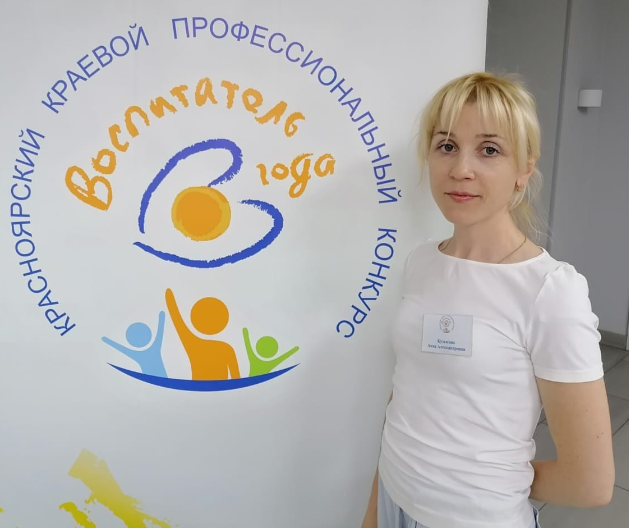 КРАСНОЯРСКИЙ КРАЕВОЙ ПРОФЕССИОНАЛЬНЫЙ КОНКУРС
Воспитатель
года